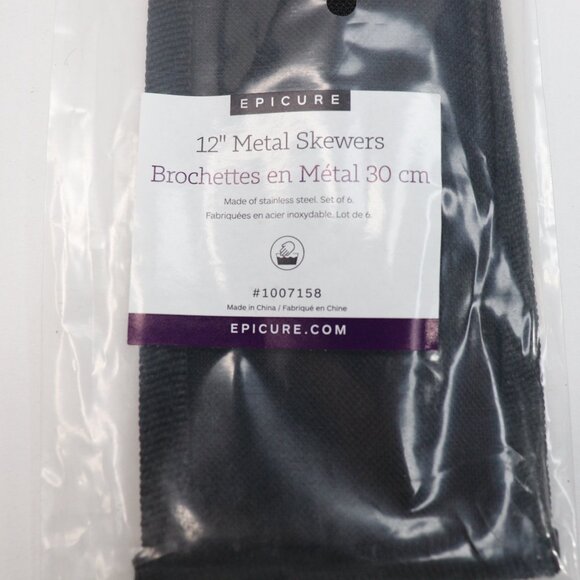 EPICURE
12" Metal Skewers
Brochettes en Métal 30 cm
Made of stainless steel. Set of 6.
Fabriquées en acier inoxydable. Lot de 6.
#1007158
Made in China / Fabriqué en Chine
EPICURE.COM